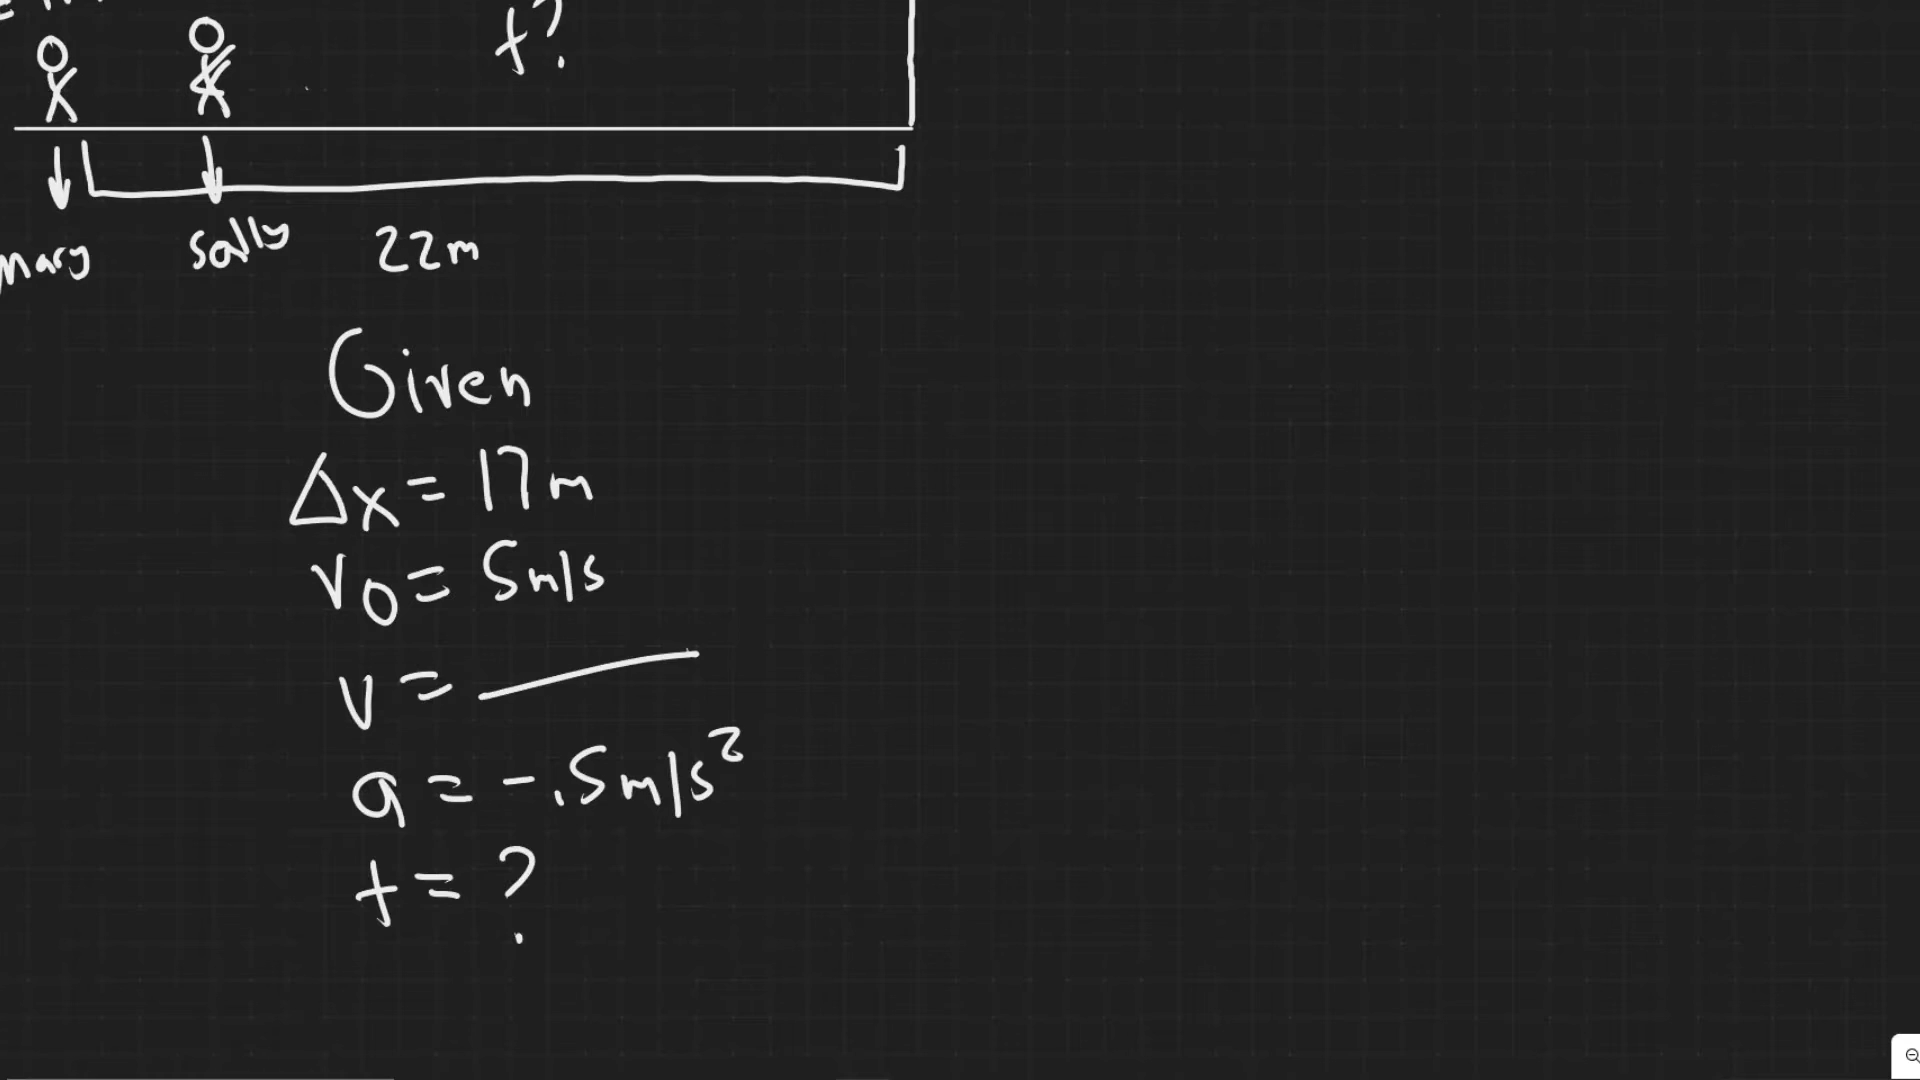 t?
mary sally 22m
Given
Δx = 17m
v0 = 5m/s
v =
a = -.5m/s²
t = ?